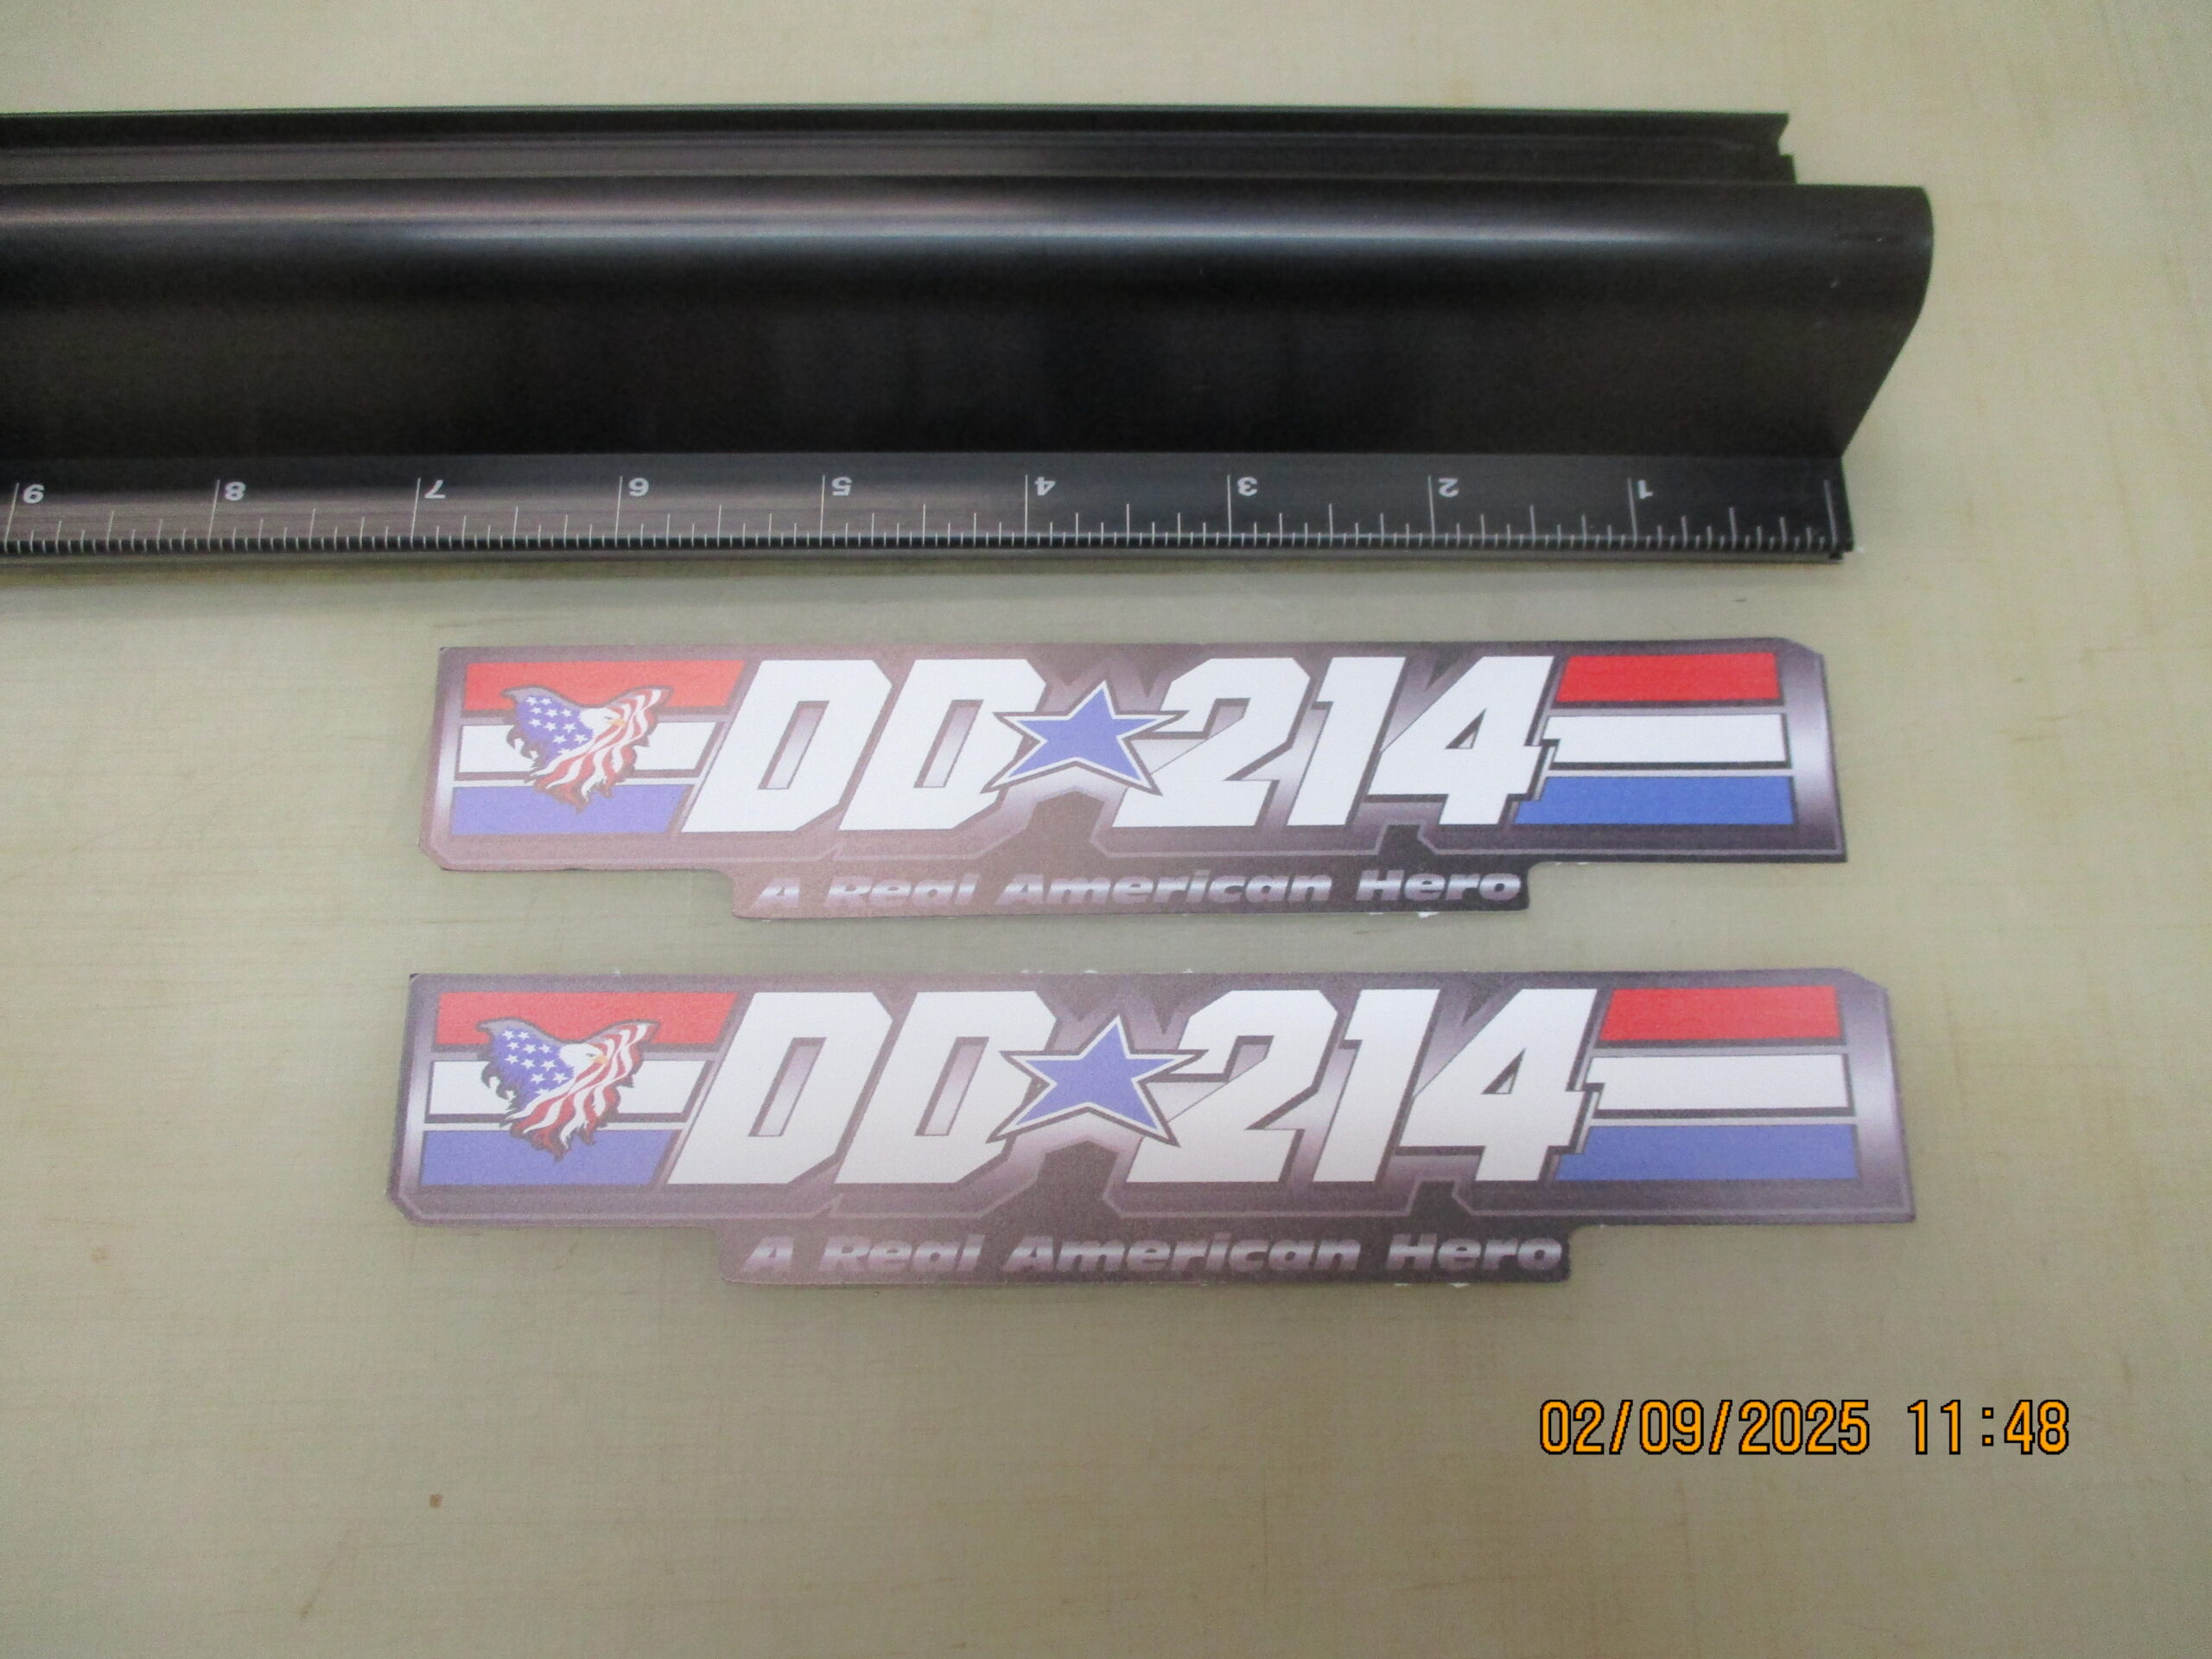 9 8 7 6 5 4 3 2 1
DD 214
A Real American Hero
DD 214
A Real American Hero
02/09/2025 11:48